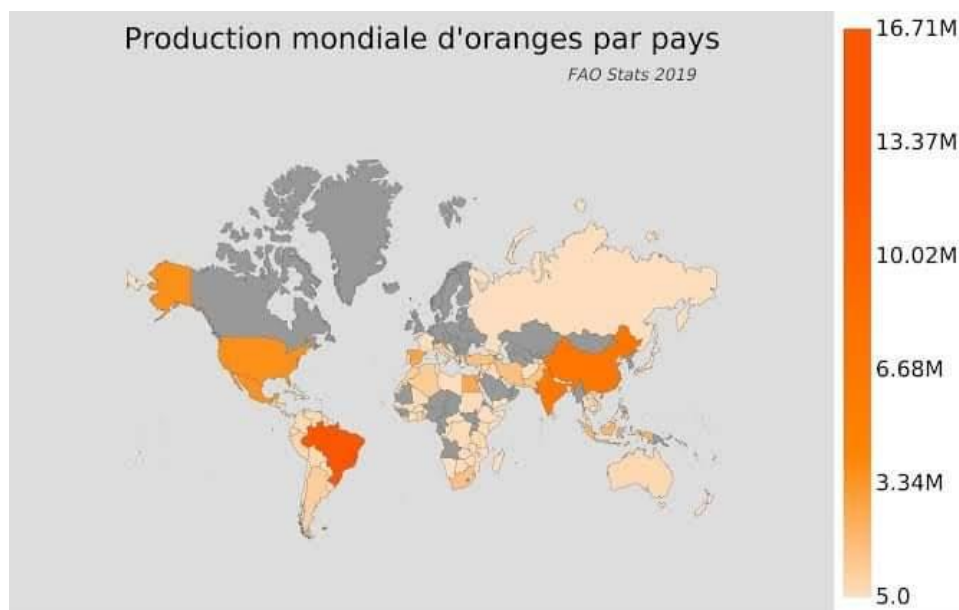 Production mondiale d'oranges par pays
FAO Stats 2019
16.71M
13.37M
10.02M
6.68M
3.34M
5.0